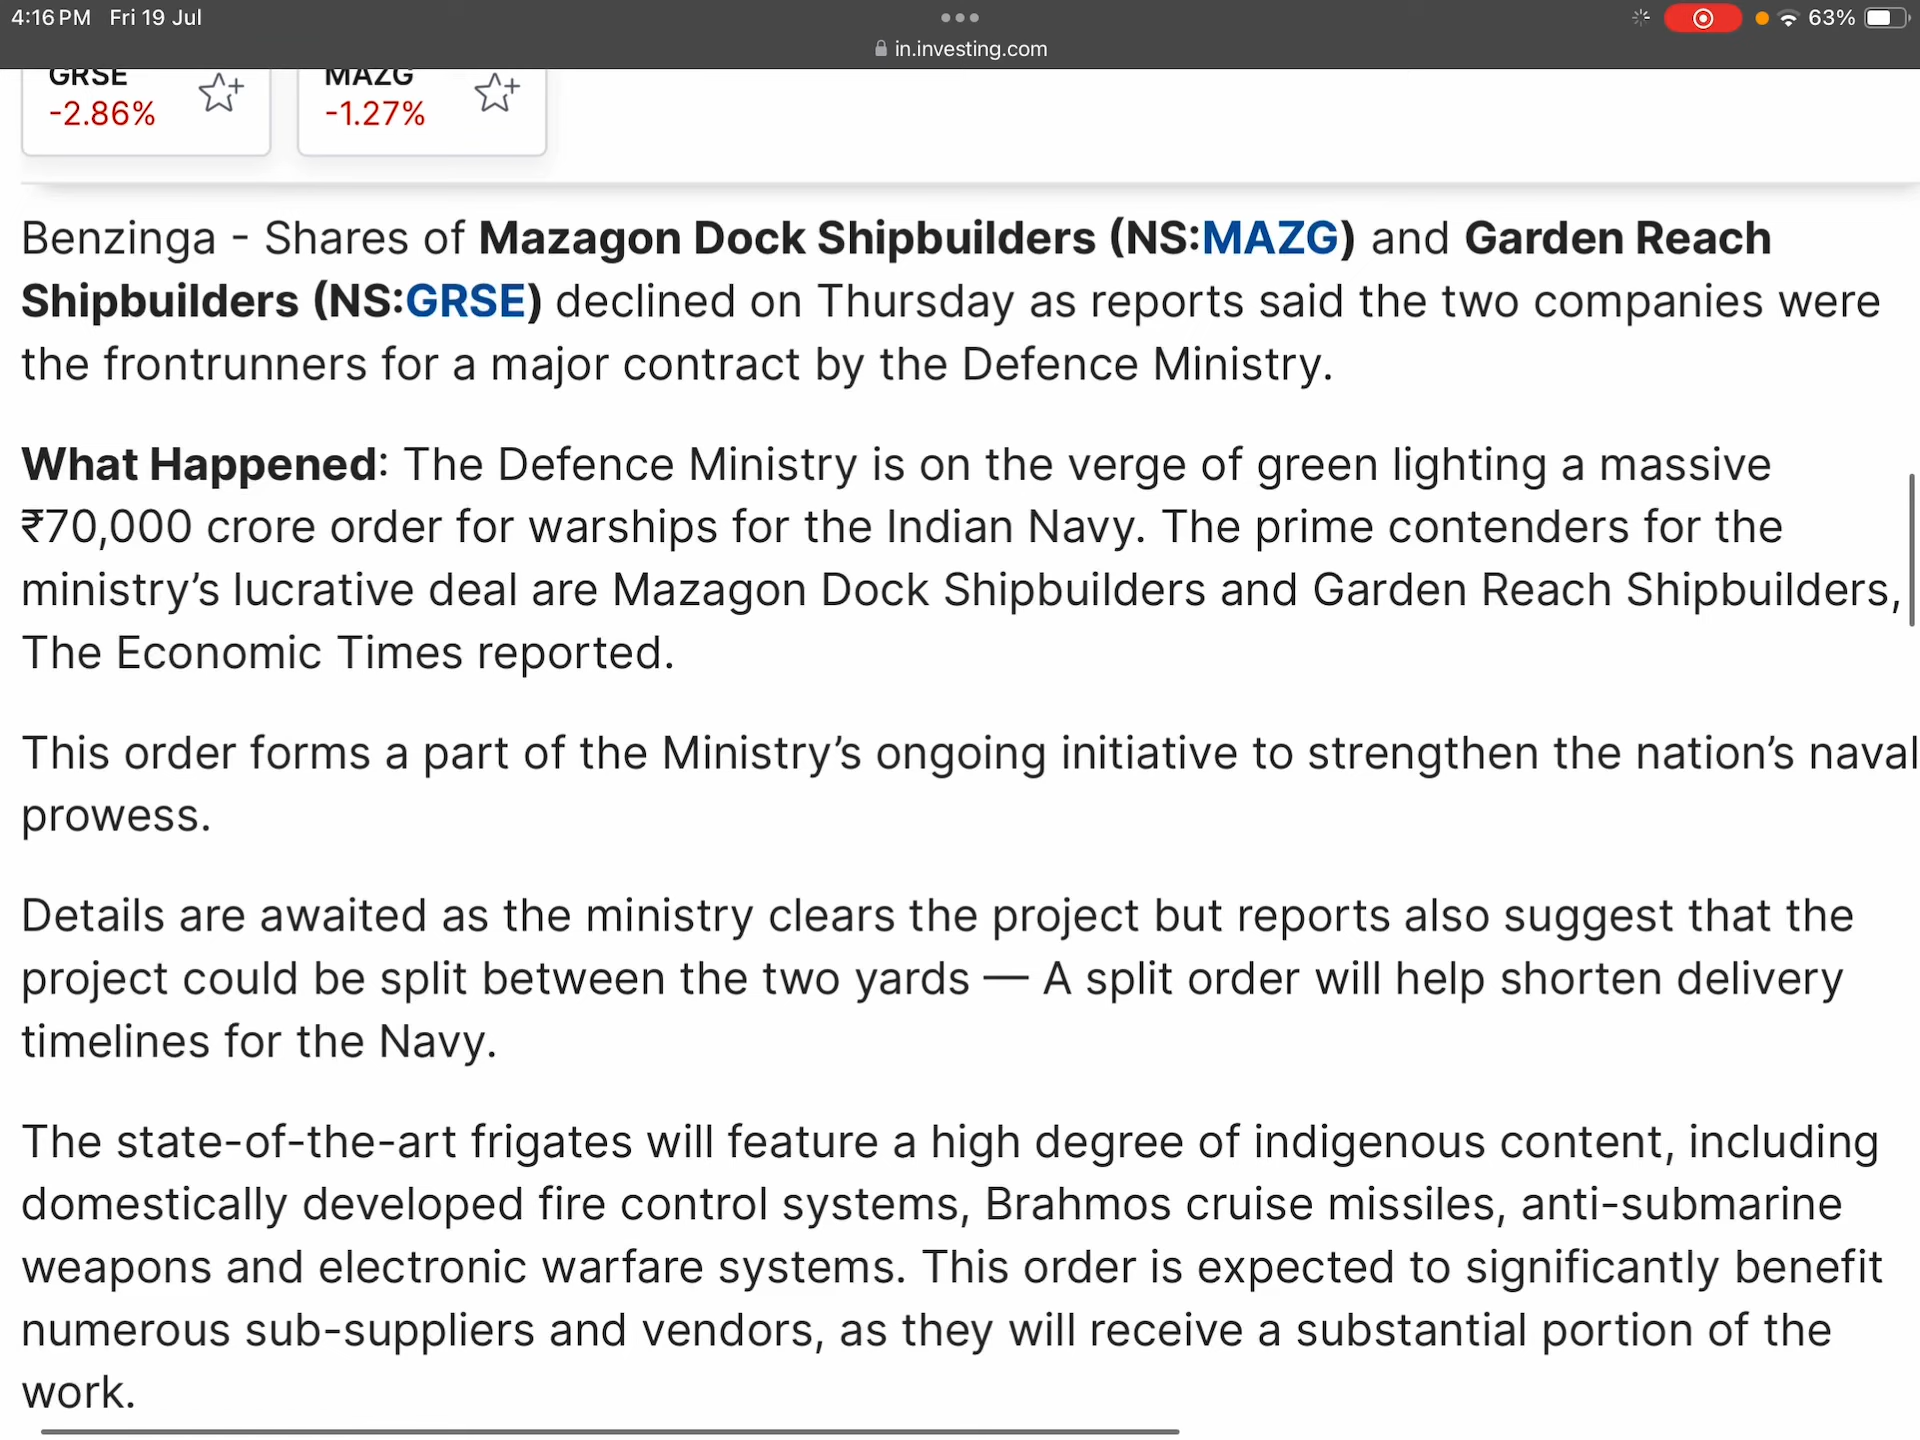 4:16 PM Fri 19 Jul
63%
in.investing.com
GRSE
-2.86%
MAZG
-1.27%
Benzinga - Shares of Mazagon Dock Shipbuilders (NS:MAZG) and Garden Reach
Shipbuilders (NS:GRSE) declined on Thursday as reports said the two companies were
the frontrunners for a major contract by the Defence Ministry.
What Happened: The Defence Ministry is on the verge of green lighting a massive
₹70,000 crore order for warships for the Indian Navy. The prime contenders for the
ministry’s lucrative deal are Mazagon Dock Shipbuilders and Garden Reach Shipbuilders,
The Economic Times reported.
This order forms a part of the Ministry’s ongoing initiative to strengthen the nation’s naval
prowess.
Details are awaited as the ministry clears the project but reports also suggest that the
project could be split between the two yards — A split order will help shorten delivery
timelines for the Navy.
The state-of-the-art frigates will feature a high degree of indigenous content, including
domestically developed fire control systems, Brahmos cruise missiles, anti-submarine
weapons and electronic warfare systems. This order is expected to significantly benefit
numerous sub-suppliers and vendors, as they will receive a substantial portion of the
work.